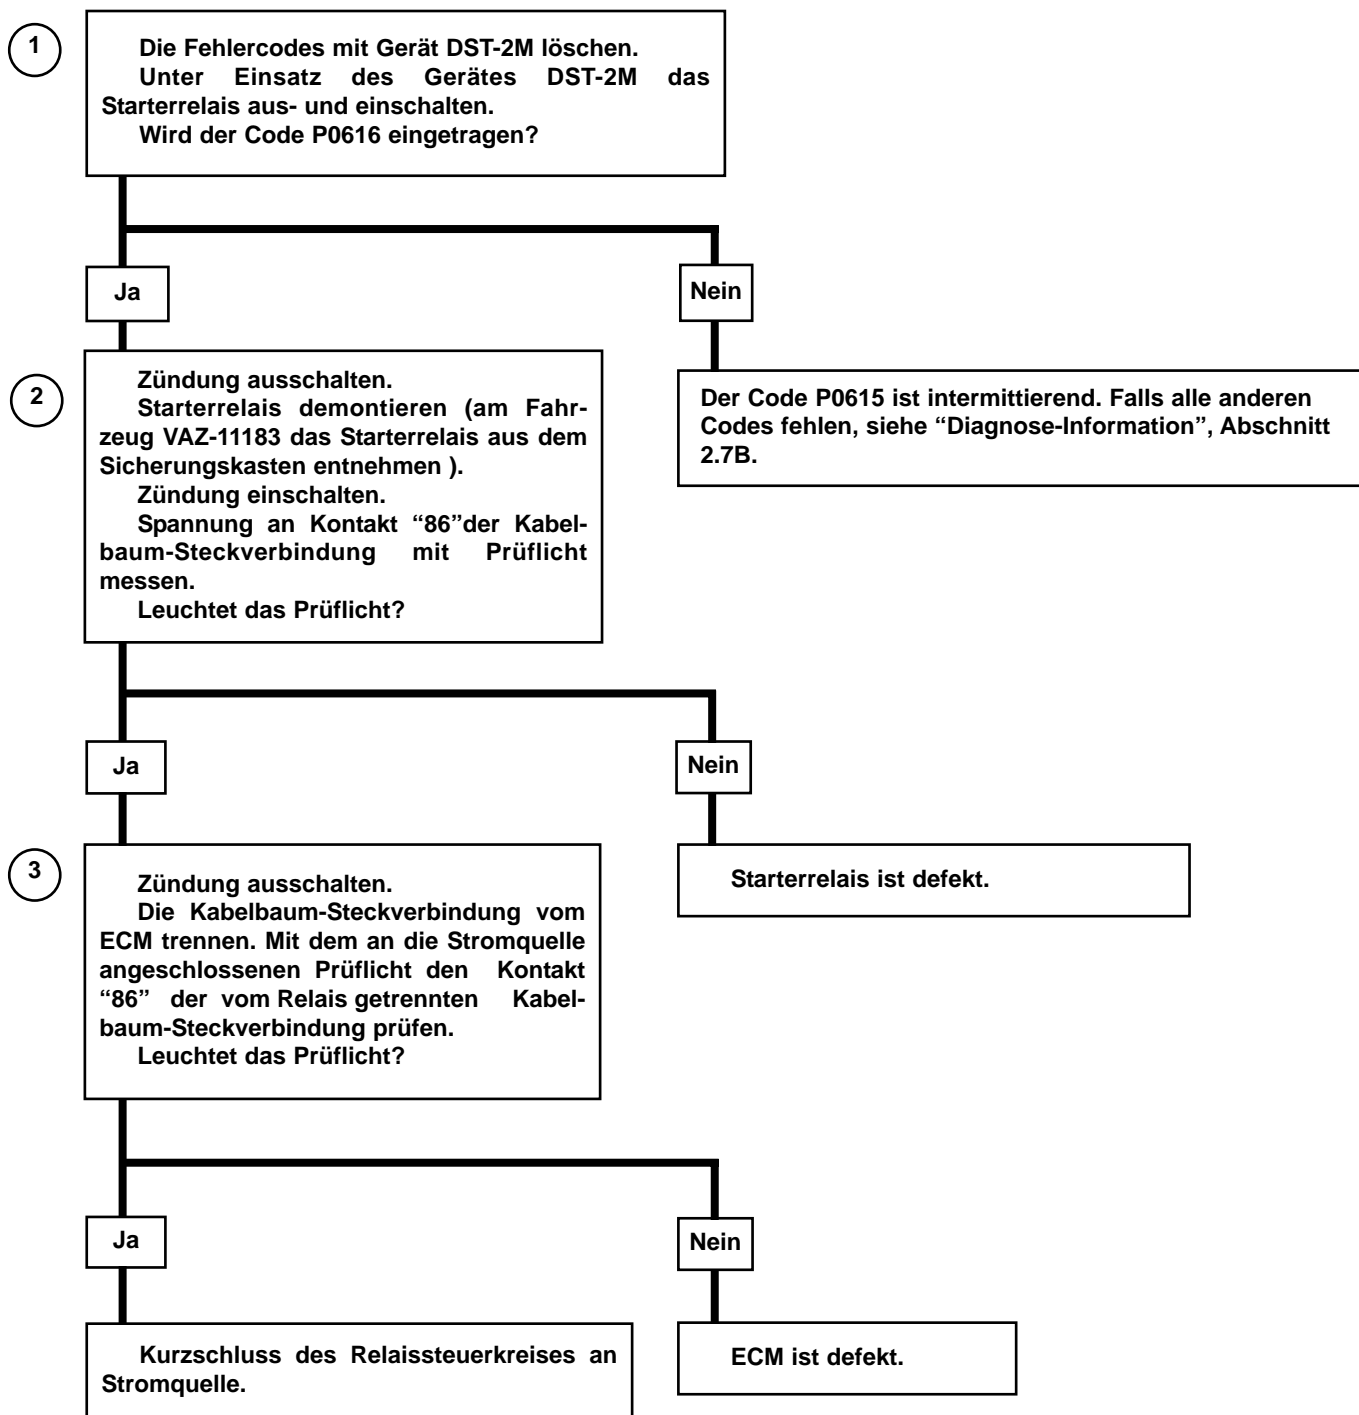 1
Die Fehlercodes mit Gerät DST-2M löschen.
Unter Einsatz des Gerätes DST-2M das
Starterrelais aus- und einschalten.
Wird der Code P0616 eingetragen?
Ja
Nein
2
Zündung ausschalten.
Starterrelais demontieren (am Fahr-
zeug VAZ-11183 das Starterrelais aus dem
Sicherungskasten entnehmen ).
Zündung einschalten.
Spannung an Kontakt “86”der Kabel-
baum-Steckverbindung mit Prüflicht
messen.
Leuchtet das Prüflicht?
Der Code P0615 ist intermittierend. Falls alle anderen
Codes fehlen, siehe “Diagnose-Information”, Abschnitt
2.7B.
Ja
Nein
3
Zündung ausschalten.
Die Kabelbaum-Steckverbindung vom
ECM trennen. Mit dem an die Stromquelle
angeschlossenen Prüflicht den Kontakt
“86” der vom Relais getrennten Kabel-
baum-Steckverbindung prüfen.
Leuchtet das Prüflicht?
Starterrelais ist defekt.
Ja
Nein
Kurzschluss des Relaissteuerkreises an
Stromquelle.
ECM ist defekt.